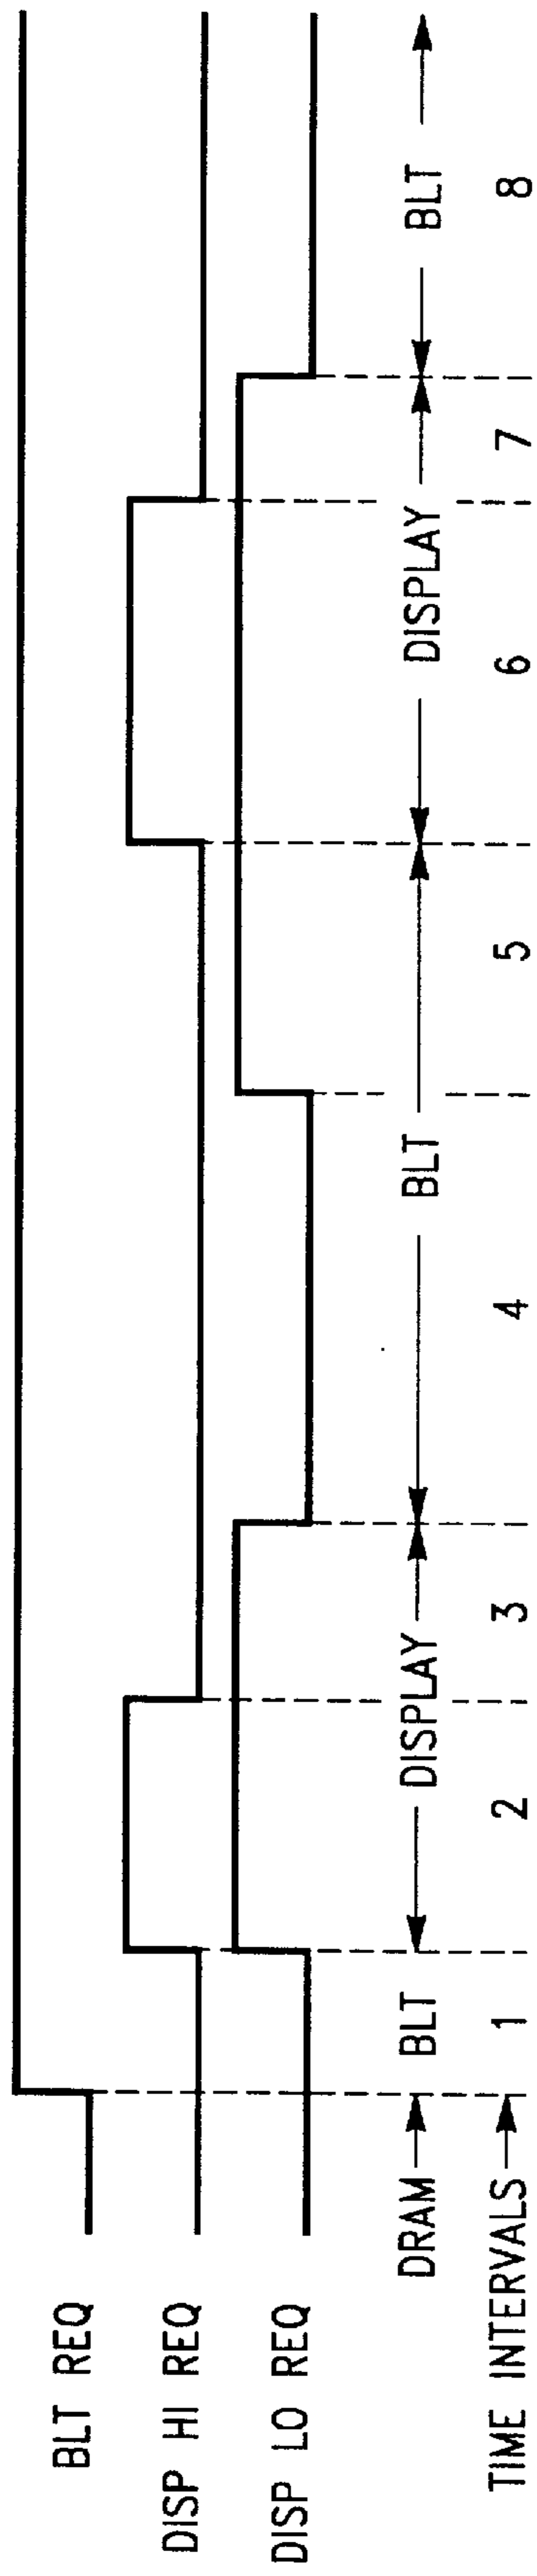 BLT REQ
DISP HI REQ
DISP LO REQ
DRAM BLT DISPLAY BLT DISPLAY BLT
TIME INTERVALS 1 2 3 4 5 6 7 8